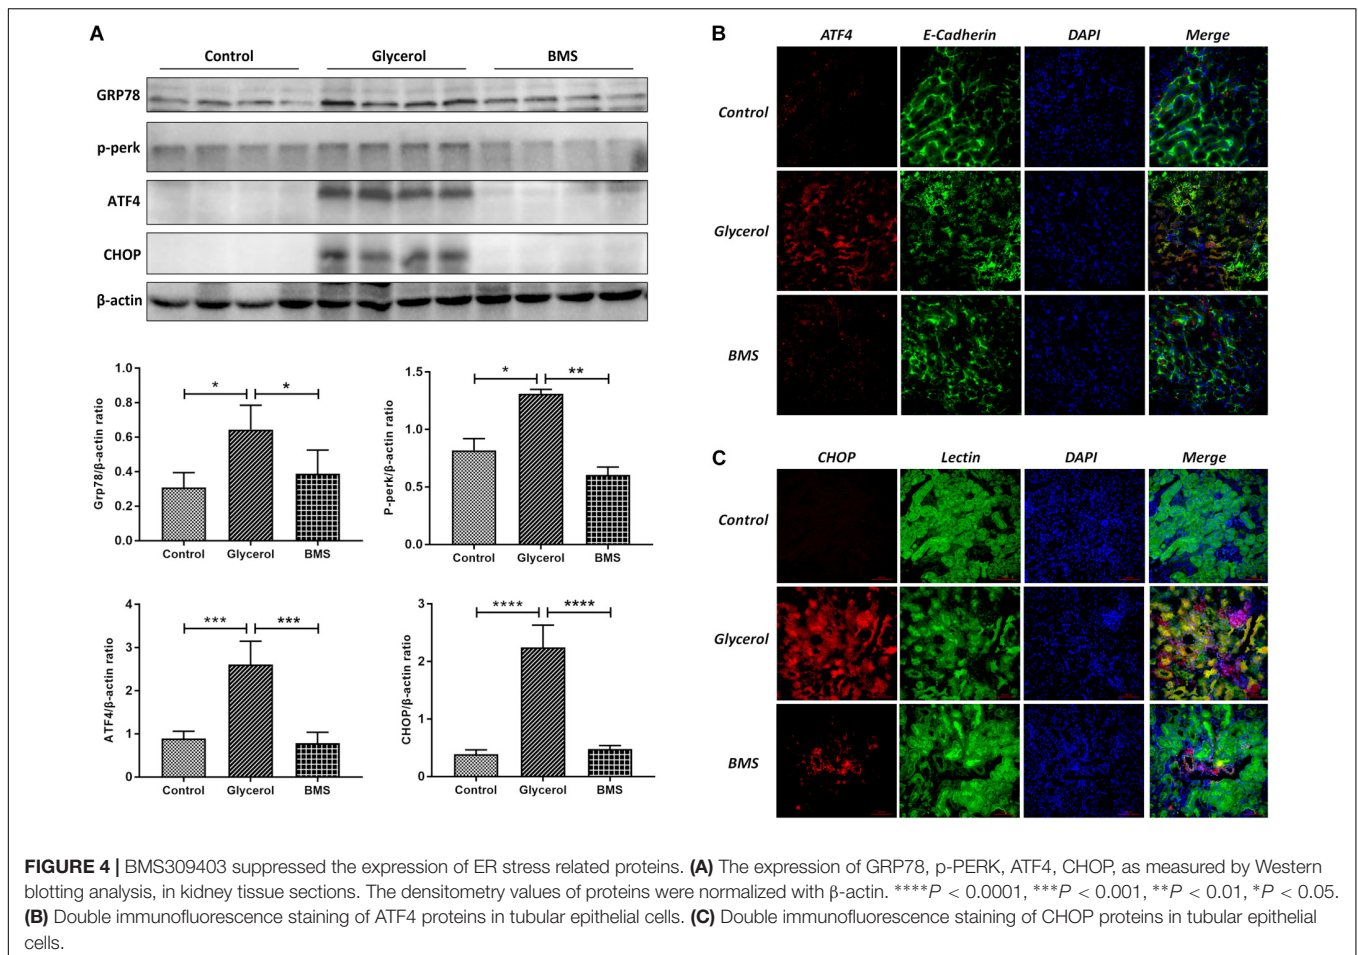 A
Control Glycerol BMS
GRP78
p-perk
ATF4
CHOP
β-actin
Grp78/β-actin ratio
1.0
0.8
0.6
0.4
0.2
0.0
* *
Control Glycerol BMS
P-perk/β-actin ratio
1.5
1.0
0.5
0.0
* **
Control Glycerol BMS
ATF4/β-actin ratio
4
3
2
1
0
*** ***
Control Glycerol BMS
CHOP/β-actin ratio
3
2
1
0
**** ****
Control Glycerol BMS
B
ATF4 E-Cadherin DAPI Merge
Control
Glycerol
BMS
C
CHOP Lectin DAPI Merge
Control
Glycerol
BMS
FIGURE 4 | BMS309403 suppressed the expression of ER stress related proteins. (A) The expression of GRP78, p-PERK, ATF4, CHOP, as measured by Western
blotting analysis, in kidney tissue sections. The densitometry values of proteins were normalized with β-actin. ****P < 0.0001, ***P < 0.001, **P < 0.01, *P < 0.05.
(B) Double immunofluorescence staining of ATF4 proteins in tubular epithelial cells. (C) Double immunofluorescence staining of CHOP proteins in tubular epithelial
cells.